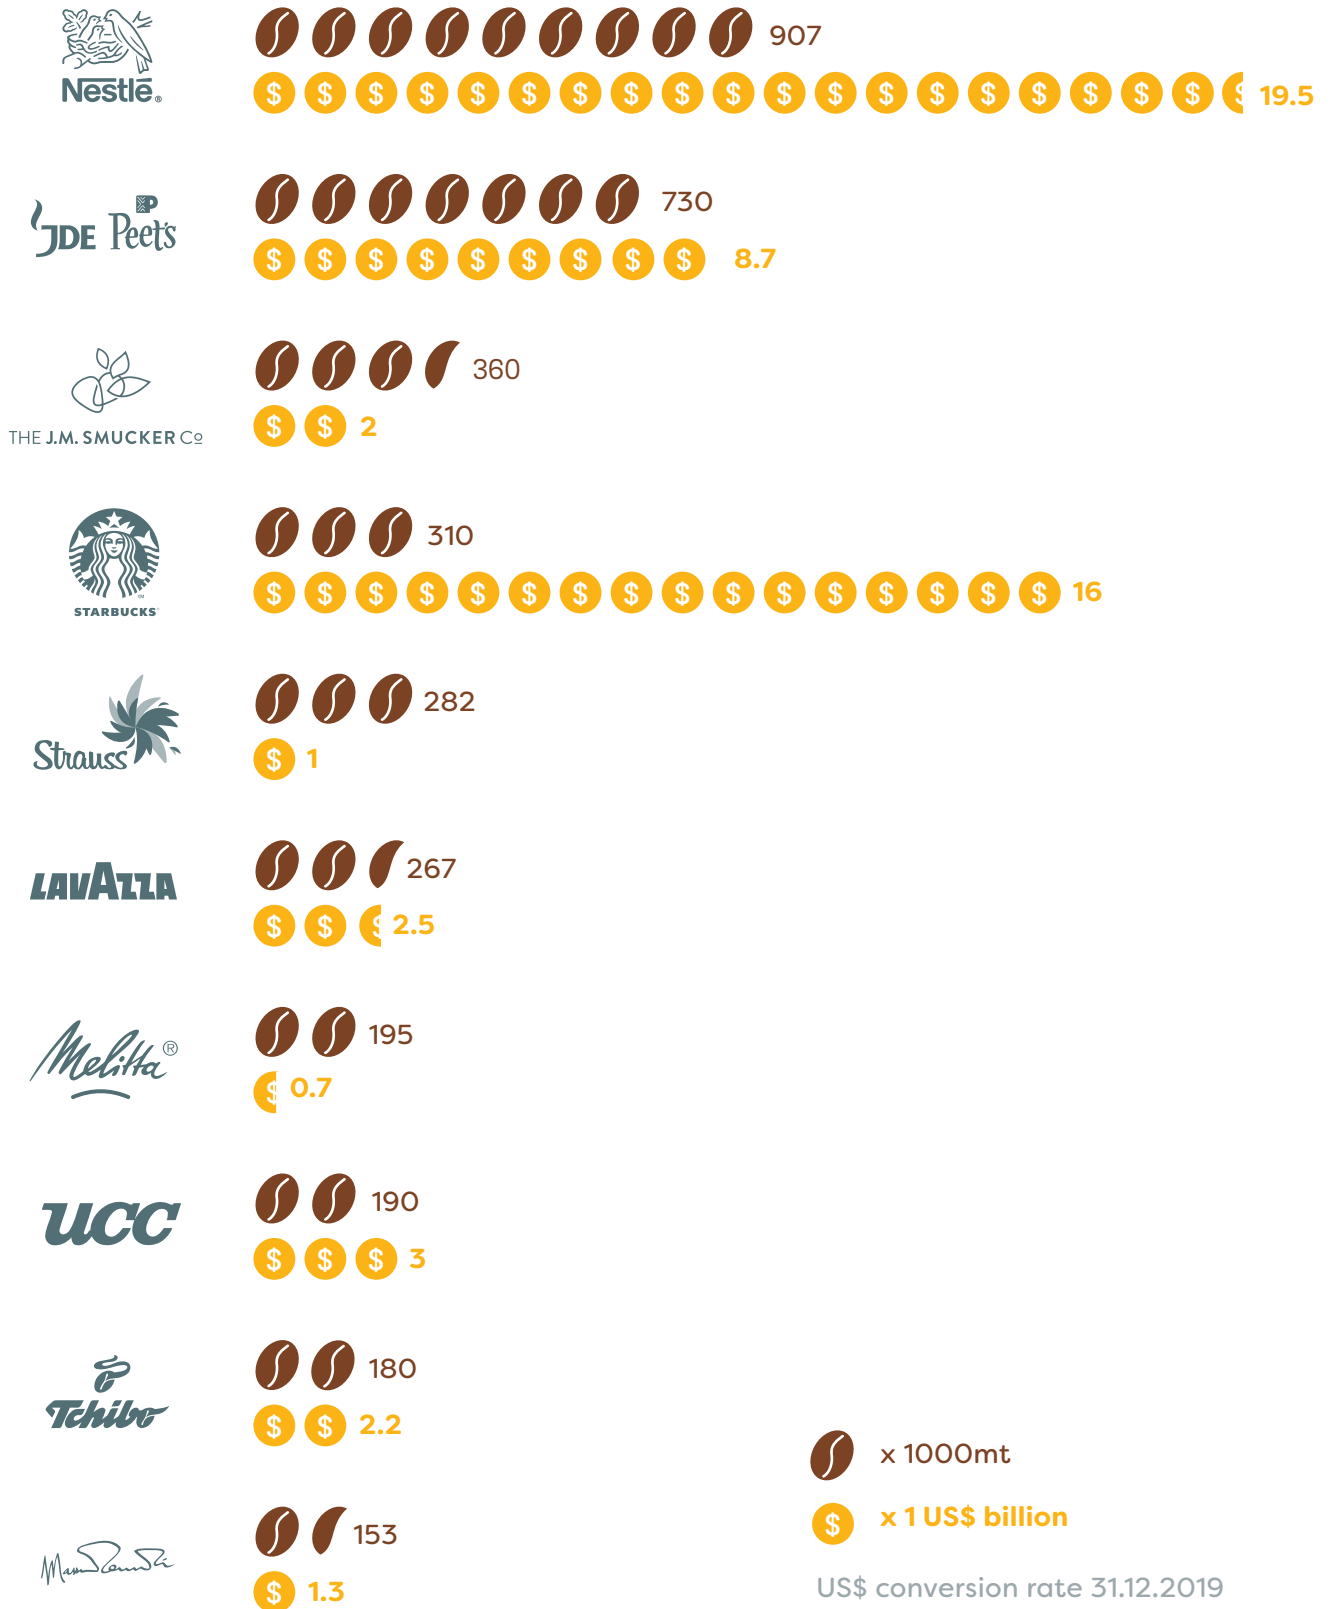 Nestlé®
907
19.5
JDE Peet's
P
730
8.7
THE J.M. SMUCKER Co
360
2
STARBUCKS
TM
310
16
Strauss
282
1
LAVAZZA
267
2.5
Melitta®
195
0.7
UCC
190
3
Tchibo
180
2.2
153
1.3
x 1000mt
x 1 US$ billion
US$ conversion rate 31.12.2019